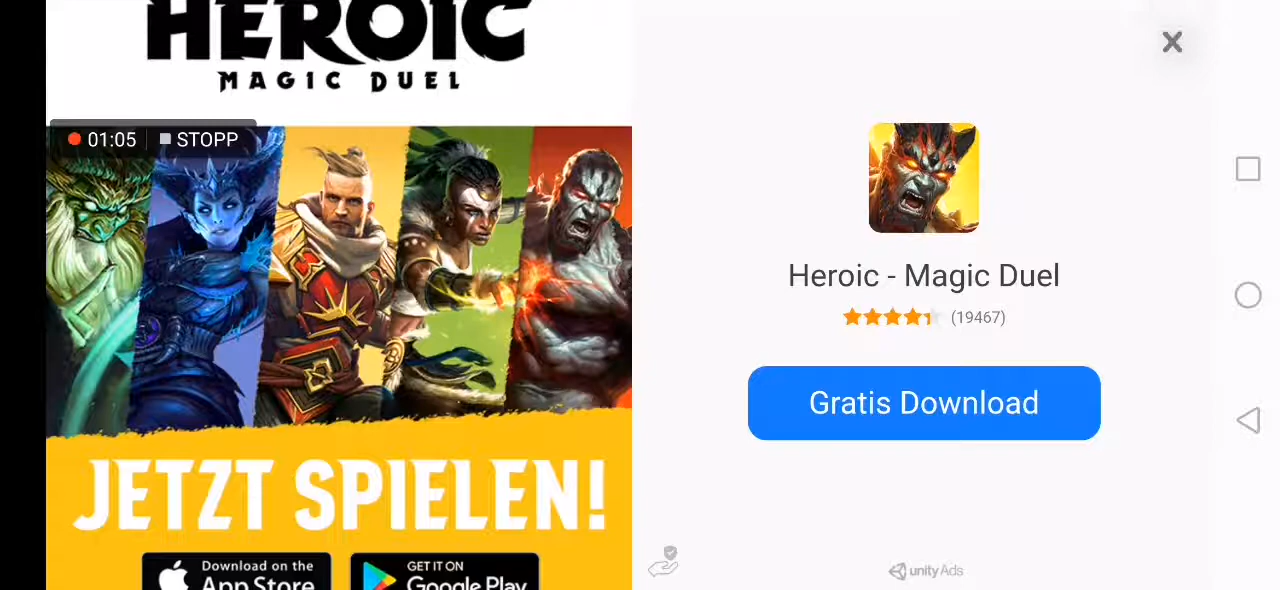 HEROIC
MAGIC DUEL
01:05 STOPP
JETZT SPIELEN!
Download on the
App Store
GET IT ON
Google Play
Heroic - Magic Duel
(19467)
Gratis Download
unity Ads